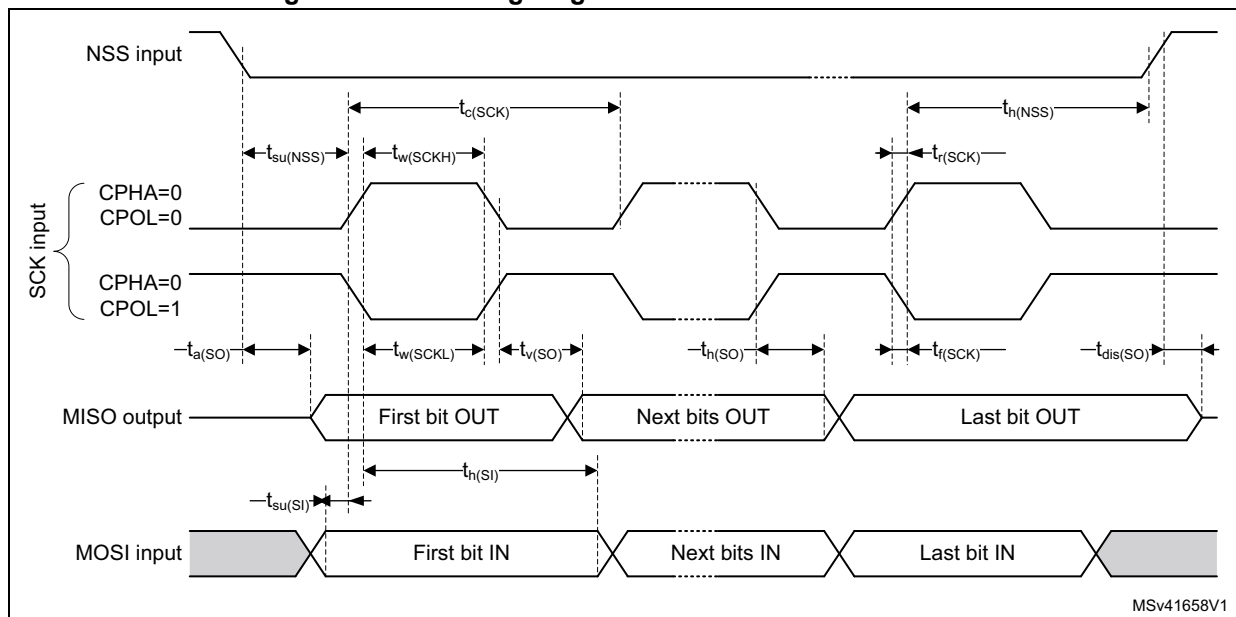 NSS input
tc(SCK)
th(NSS)
tsu(NSS)
tw(SCKH)
tr(SCK)
SCK input
CPHA=0
CPOL=0
CPHA=0
CPOL=1
ta(SO)
tw(SCKL)
tv(SO)
th(SO)
tf(SCK)
tdis(SO)
MISO output
First bit OUT
Next bits OUT
Last bit OUT
th(SI)
tsu(SI)
MOSI input
First bit IN
Next bits IN
Last bit IN
MSv41658V1